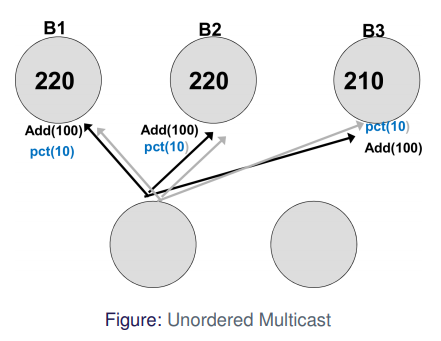 B1 B2 B3
220 220 210
Add(100) Add(100) pct(10)
pct(10) pct(10) Add(100)
Figure: Unordered Multicast